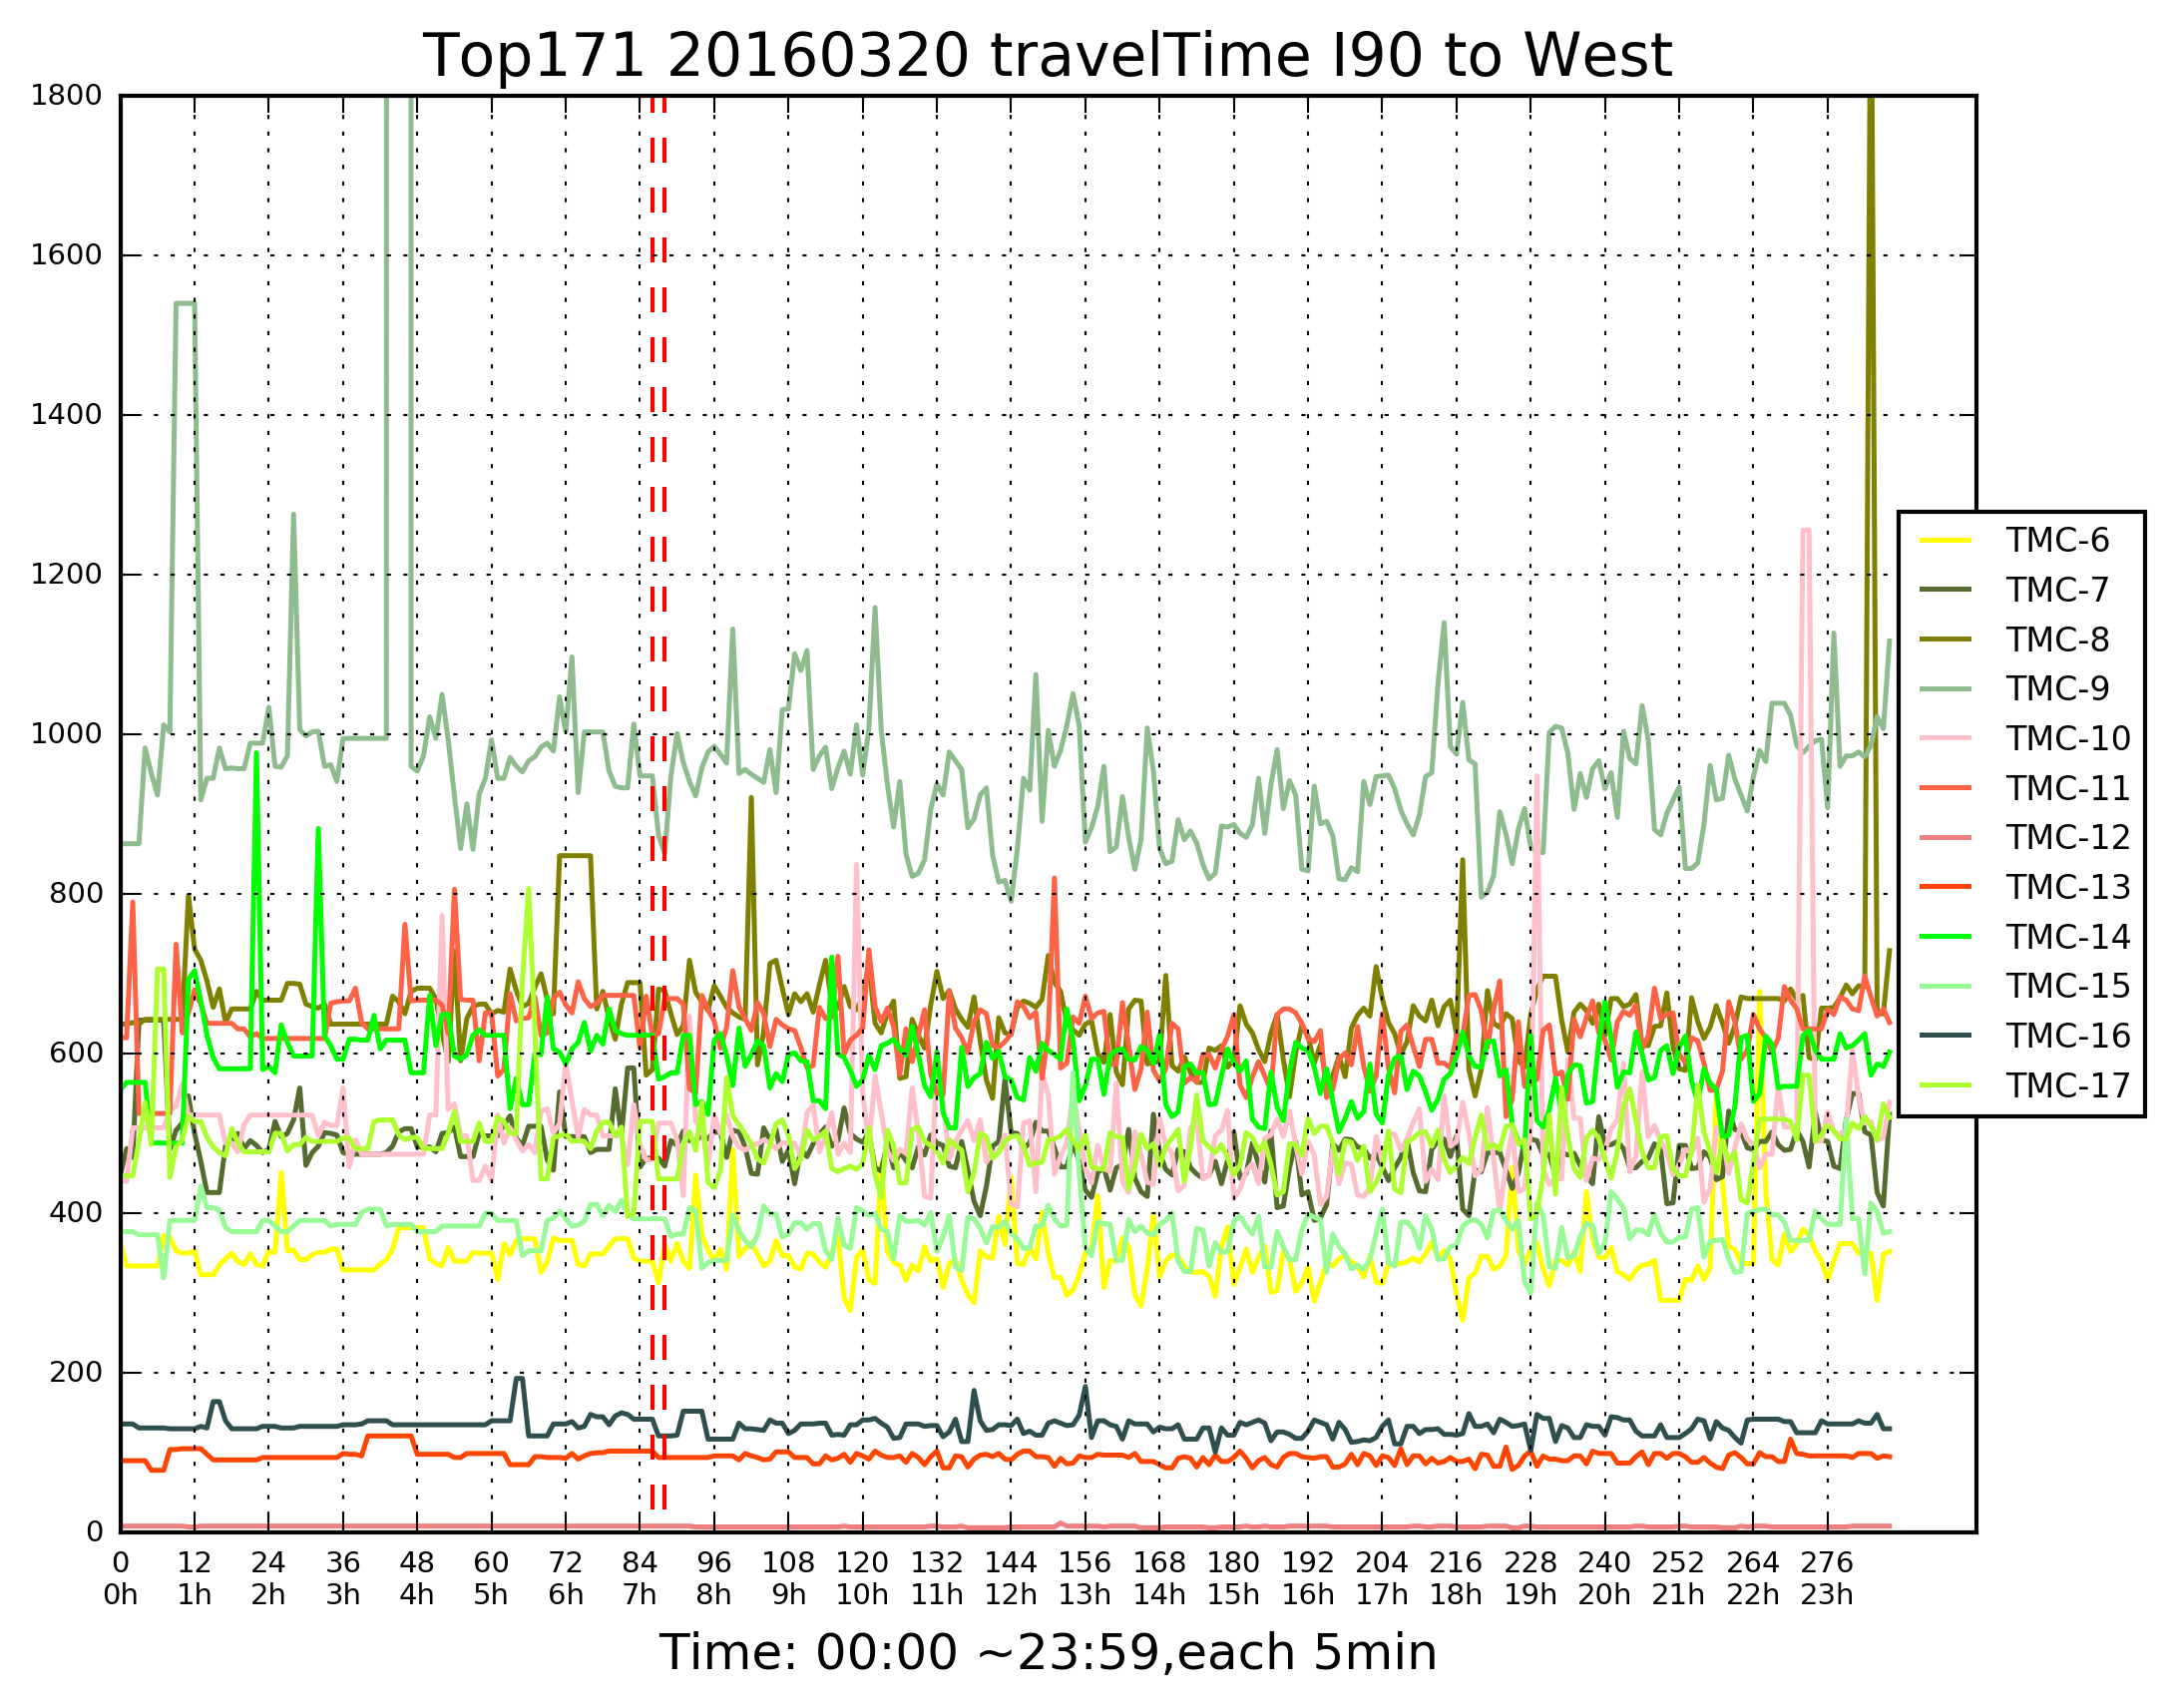 Top171 20160320 travelTime I90 to West
1800
1600
1400
1200
1000
800
600
400
200
0
TMC-6
TMC-7
TMC-8
TMC-9
TMC-10
TMC-11
TMC-12
TMC-13
TMC-14
TMC-15
TMC-16
TMC-17
0 12 24 36 48 60 72 84 96 108 120 132 144 156 168 180 192 204 216 228 240 252 264 276
0h 1h 2h 3h 4h 5h 6h 7h 8h 9h 10h 11h 12h 13h 14h 15h 16h 17h 18h 19h 20h 21h 22h 23h
Time: 00:00 ~23:59,each 5min